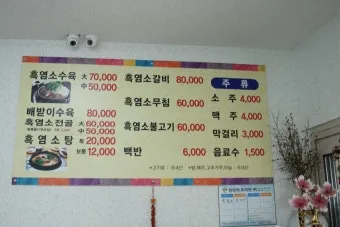 흑염소수육 大 70,000
中 50,000
배받이수육 80,000
흑염소전골 大 60,000
中 50,000
흑염소탕 특 20,000
보통 12,000
흑염소갈비 80,000
흑염소무침 60,000
흑염소불고기 60,000
백반 6,000
주류
소주 4,000
맥주 4,000
막걸리 3,000
음료수 1,500